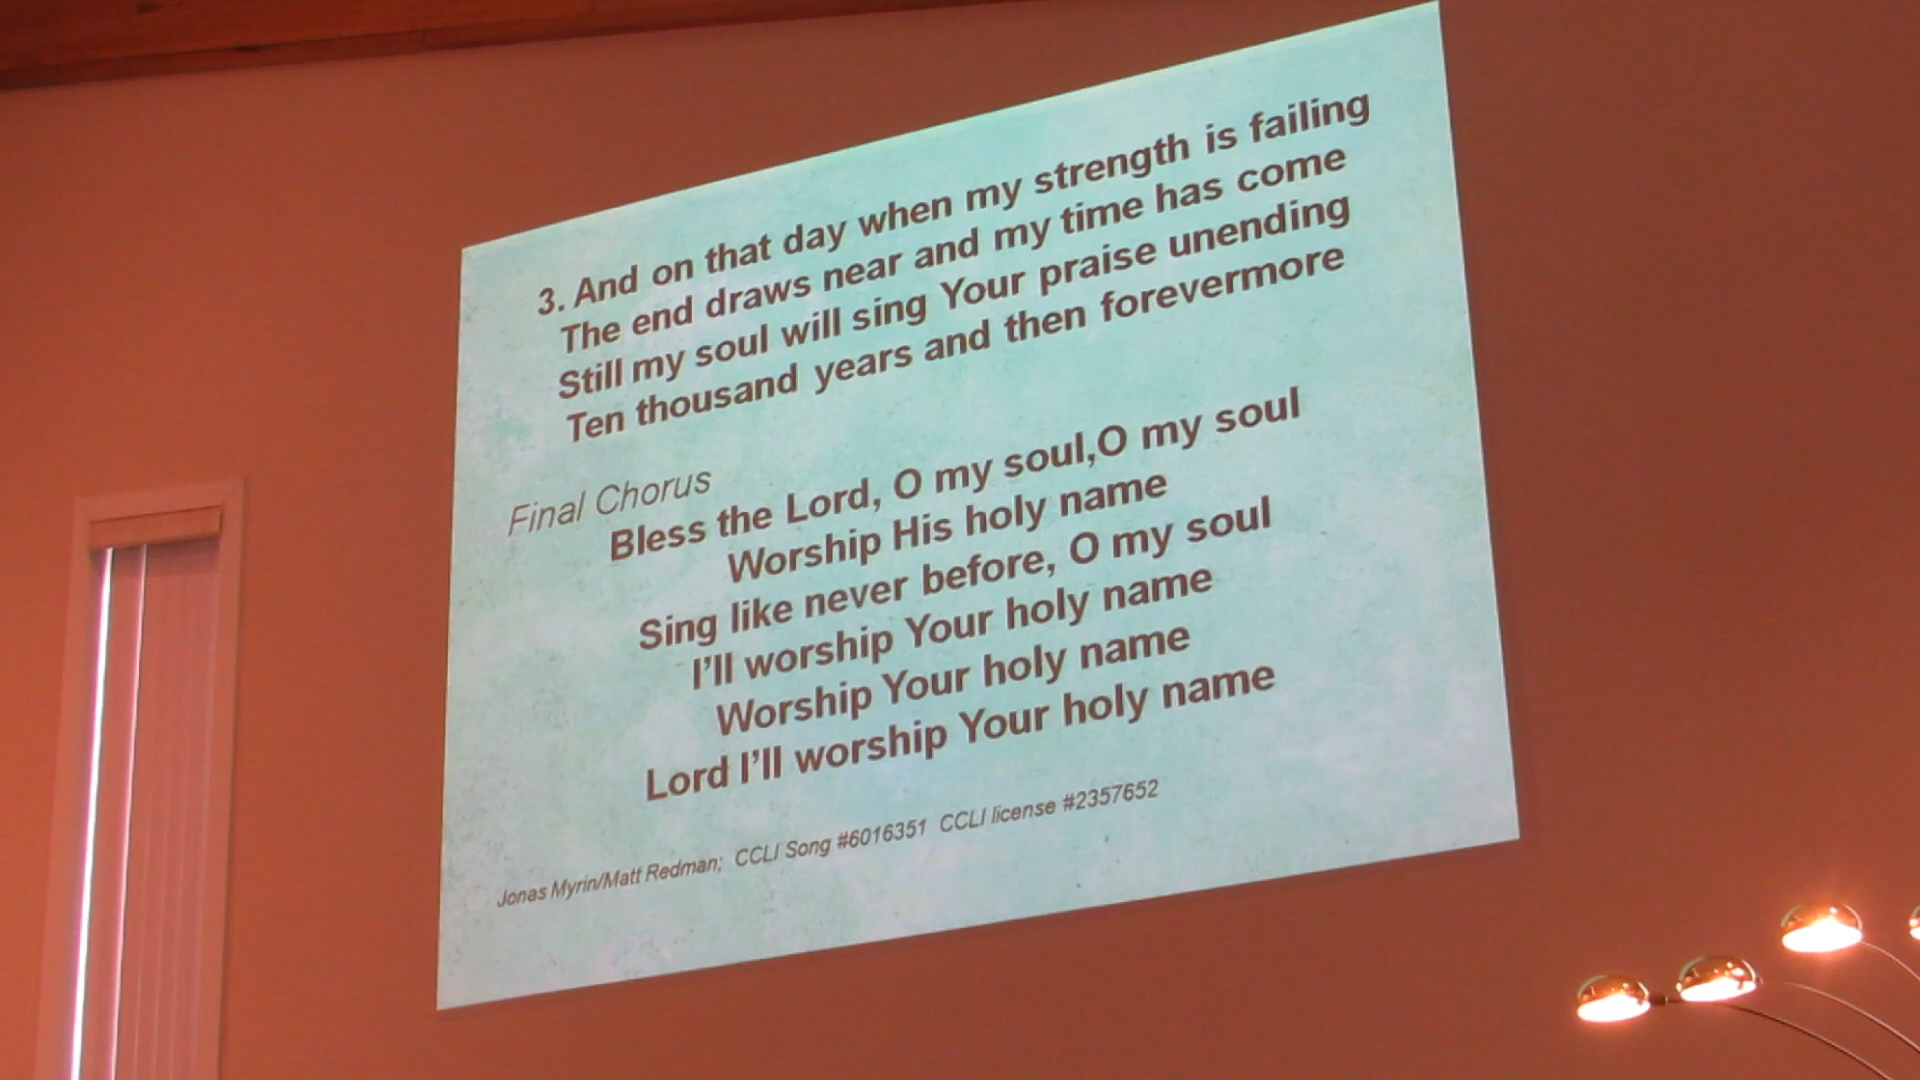 3. And on that day when my strength is failing
The end draws near and my time has come
Still my soul will sing Your praise unending
Ten thousand years and then forevermore
Final Chorus
Bless the Lord, O my soul,O my soul
Worship His holy name
Sing like never before, O my soul
I'll worship Your holy name
Worship Your holy name
Lord I'll worship Your holy name
Jonas Myrin/Matt Redman; CCLI Song #6016351 CCLI license #2357652